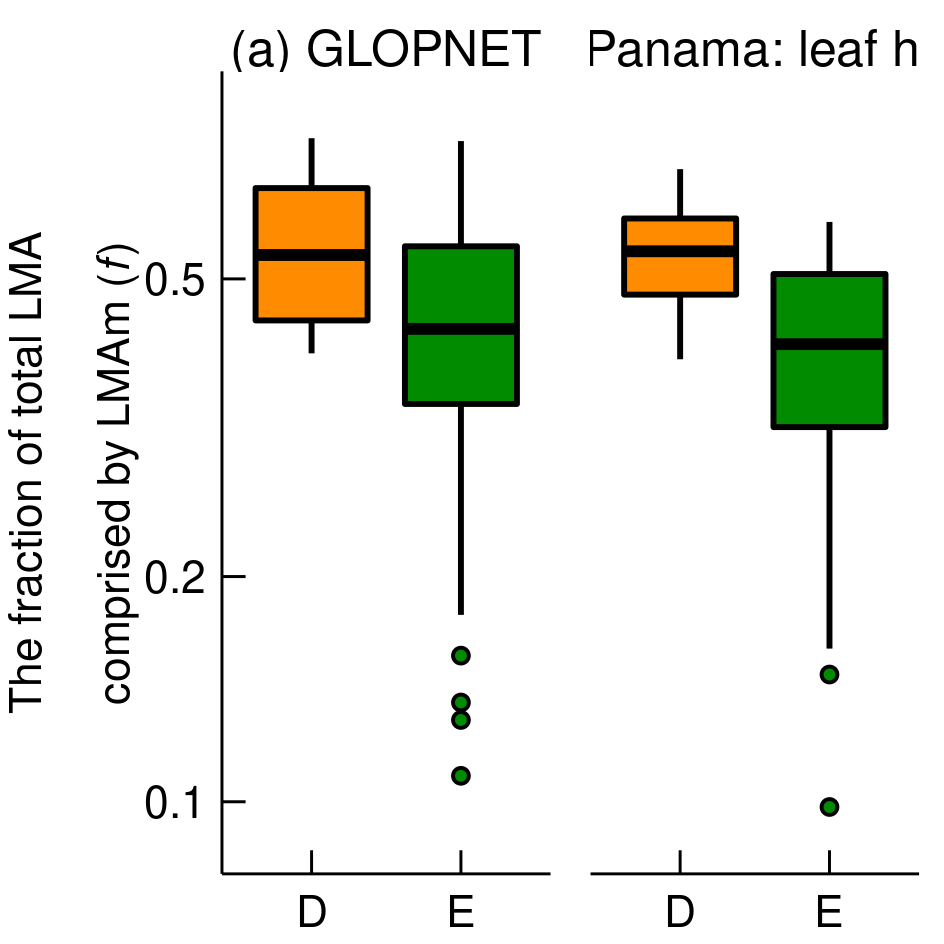 (a) GLOPNET
Panama: leaf h
The fraction of total LMA
comprised by LMAm (f)
0.5
0.2
0.1
D
E
D
E